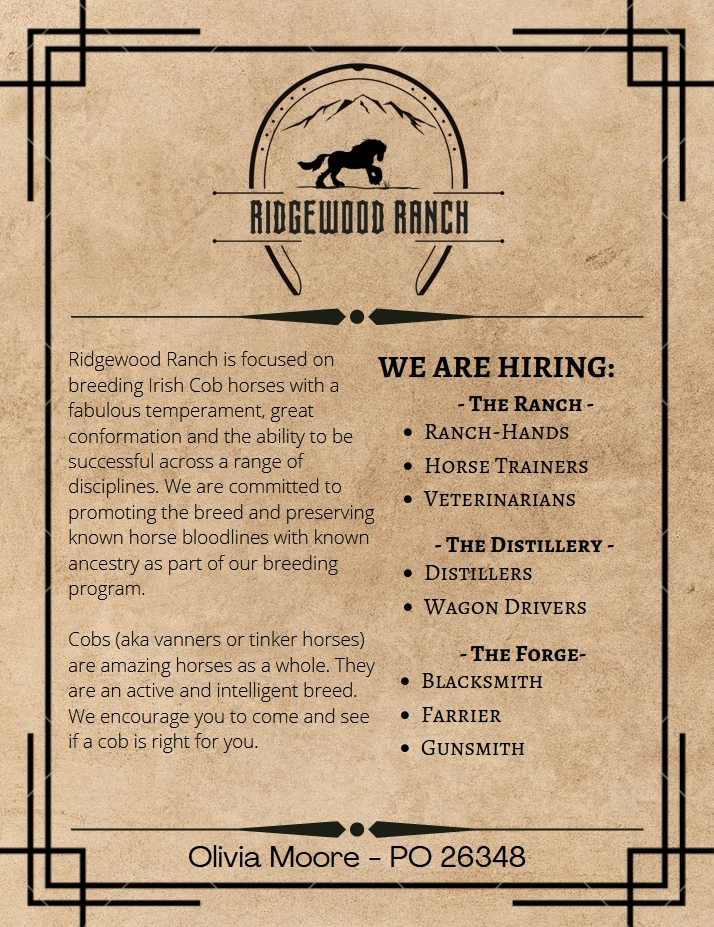 RIDGEWOOD RANCH
Ridgewood Ranch is focused on
breeding Irish Cob horses with a
fabulous temperament, great
conformation and the ability to be
successful across a range of
disciplines. We are committed to
promoting the breed and preserving
known horse bloodlines with known
ancestry as part of our breeding
program.
Cobs (aka vanners or tinker horses)
are amazing horses as a whole. They
are an active and intelligent breed.
We encourage you to come and see
if a cob is right for you.
WE ARE HIRING:
- The Ranch -
• Ranch-Hands
• Horse Trainers
• Veterinarians
- The Distillery -
• Distillers
• Wagon Drivers
- The Forge-
• Blacksmith
• Farrier
• Gunsmith
Olivia Moore - PO 26348